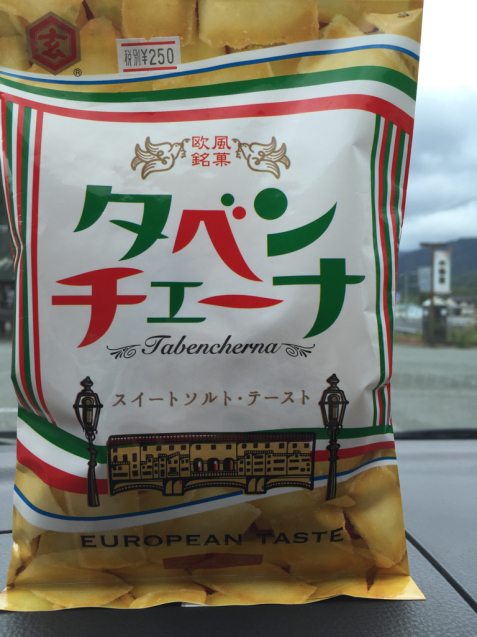 玄
®
税別¥250
欧風
銘菓
タベン
チェーナ
Tabencherna
スイートソルト・テースト
EUROPEAN TASTE